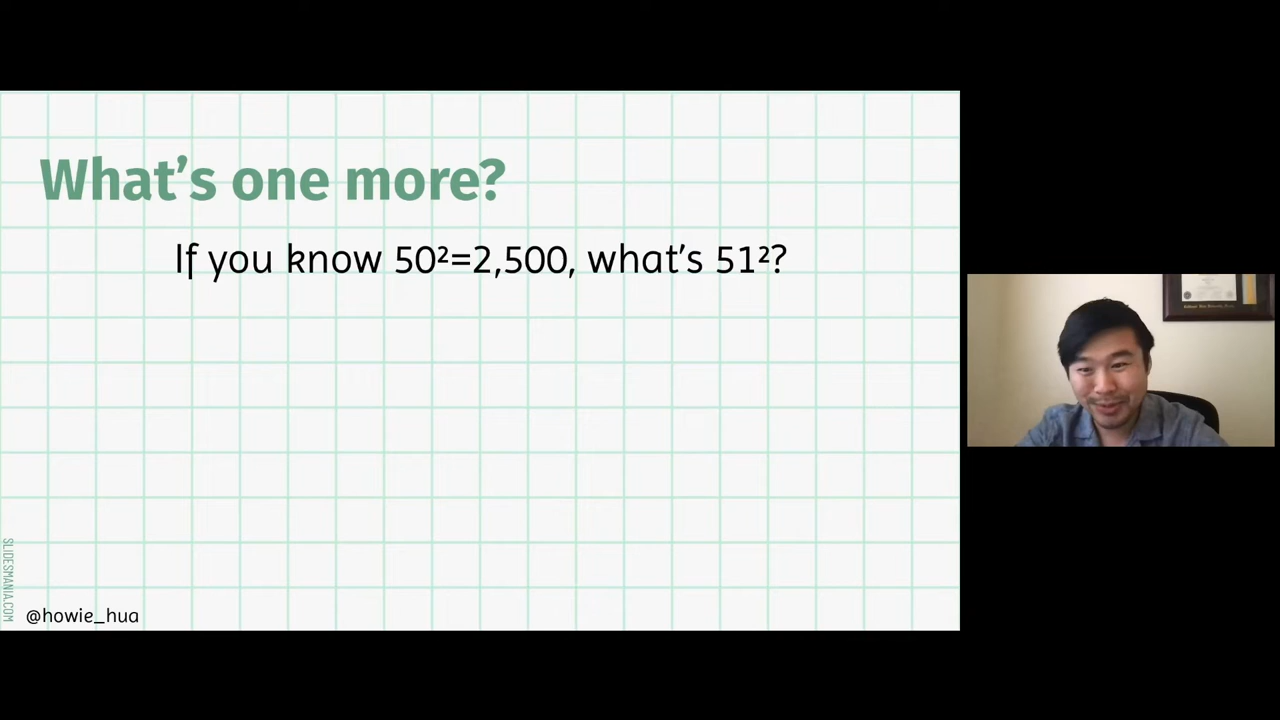 What's one more?
If you know 50²=2,500, what's 51²?
SLIDESMANIA.COM
@howie_hua